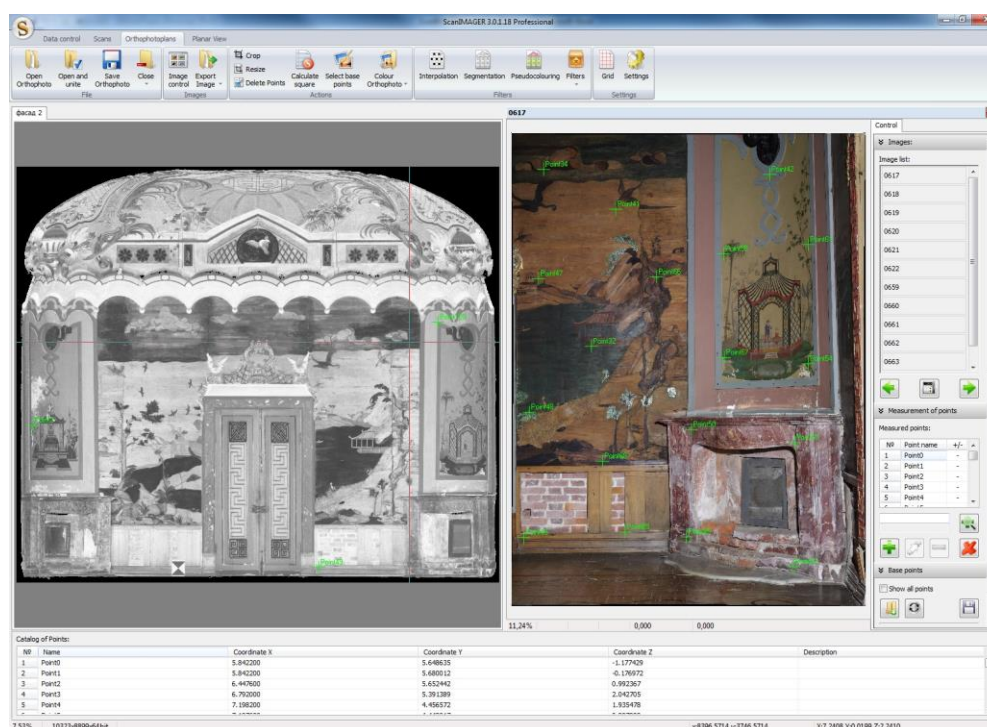 ScanIMAGER 3.0.1.18 Professional
S
Data control Scans Orthophotoplans Planar View
Crop
Resize
Delete Points
Open Orthophoto
Open and unite
Save Orthophoto
Close
Image control
Export Image
Calculate square
Select base points
Colour Orthophoto
Interpolation Segmentation Pseudocolouring Filters
Grid Settings
File Images Actions Filters Settings
фасад 2
0617
Control
Images:
Image list:
0617
0618
0619
0620
0621
0622
0659
0660
0661
0662
0663
Point34
Point42
Point47
Point32
Measurement of points
Measured points:
Nº Point name +/-
1 Point0 -
2 Point1 -
3 Point2 -
4 Point3 -
5 Point4 -
Base points
Show all points
11,24% 0,000 0,000
Catalog of Points:
Nº Name Coordinate X Coordinate Y Coordinate Z Description
1 Point0 5.842200 5.648635 -1.177429
2 Point1 5.842200 5.680012 -0.176972
3 Point2 6.447600 5.652442 0.992367
4 Point3 6.792000 5.391389 2.042705
5 Point4 7.198200 4.456572 1.935478
7,53%